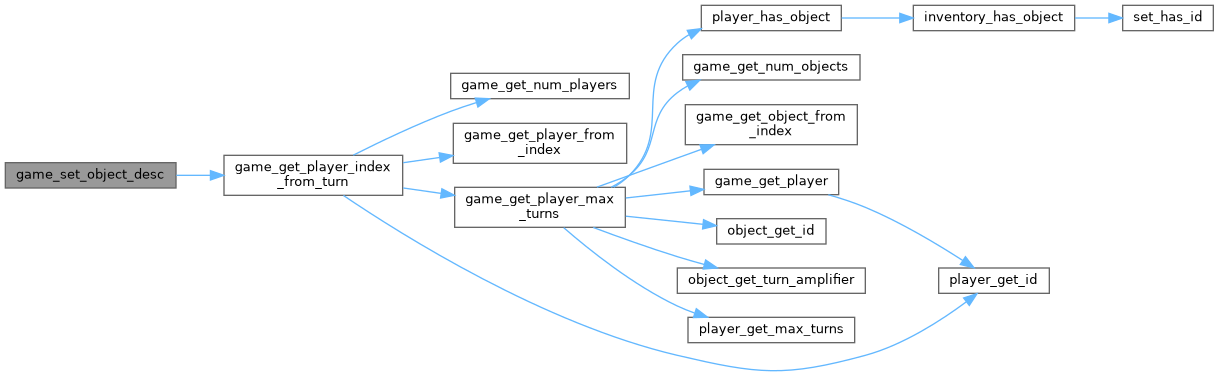 game_set_object_desc
game_get_player_index
_from_turn
game_get_num_players
game_get_player_from
_index
game_get_player_max
_turns
player_has_object
game_get_num_objects
game_get_object_from
_index
game_get_player
object_get_id
object_get_turn_amplifier
player_get_max_turns
inventory_has_object
set_has_id
player_get_id